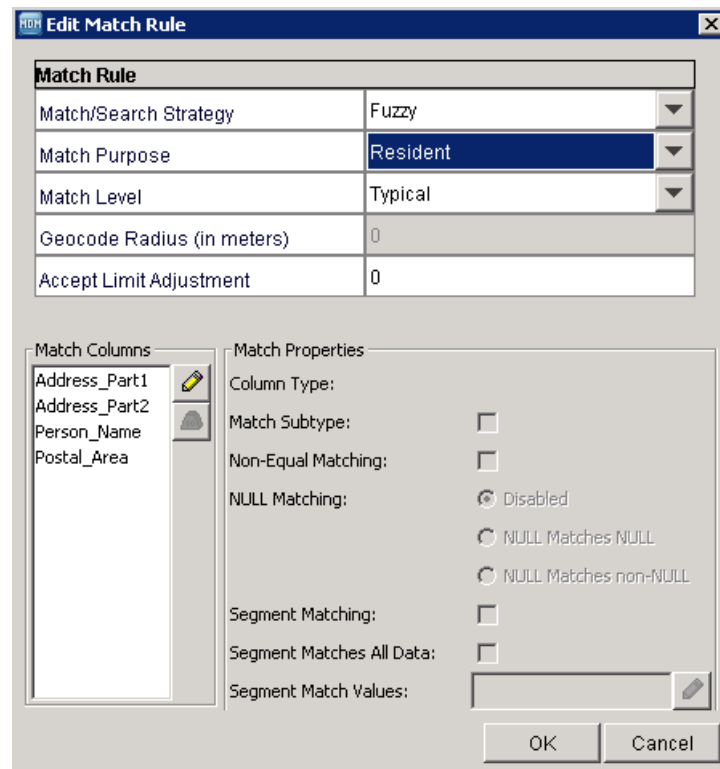 MDM Edit Match Rule
Match Rule
Match/Search Strategy Fuzzy
Match Purpose Resident
Match Level Typical
Geocode Radius (in meters) 0
Accept Limit Adjustment 0
Match Columns
Address_Part1
Address_Part2
Person_Name
Postal_Area
Match Properties
Column Type:
Match Subtype:
Non-Equal Matching:
NULL Matching: Disabled
NULL Matches NULL
NULL Matches non-NULL
Segment Matching:
Segment Matches All Data:
Segment Match Values:
OK Cancel